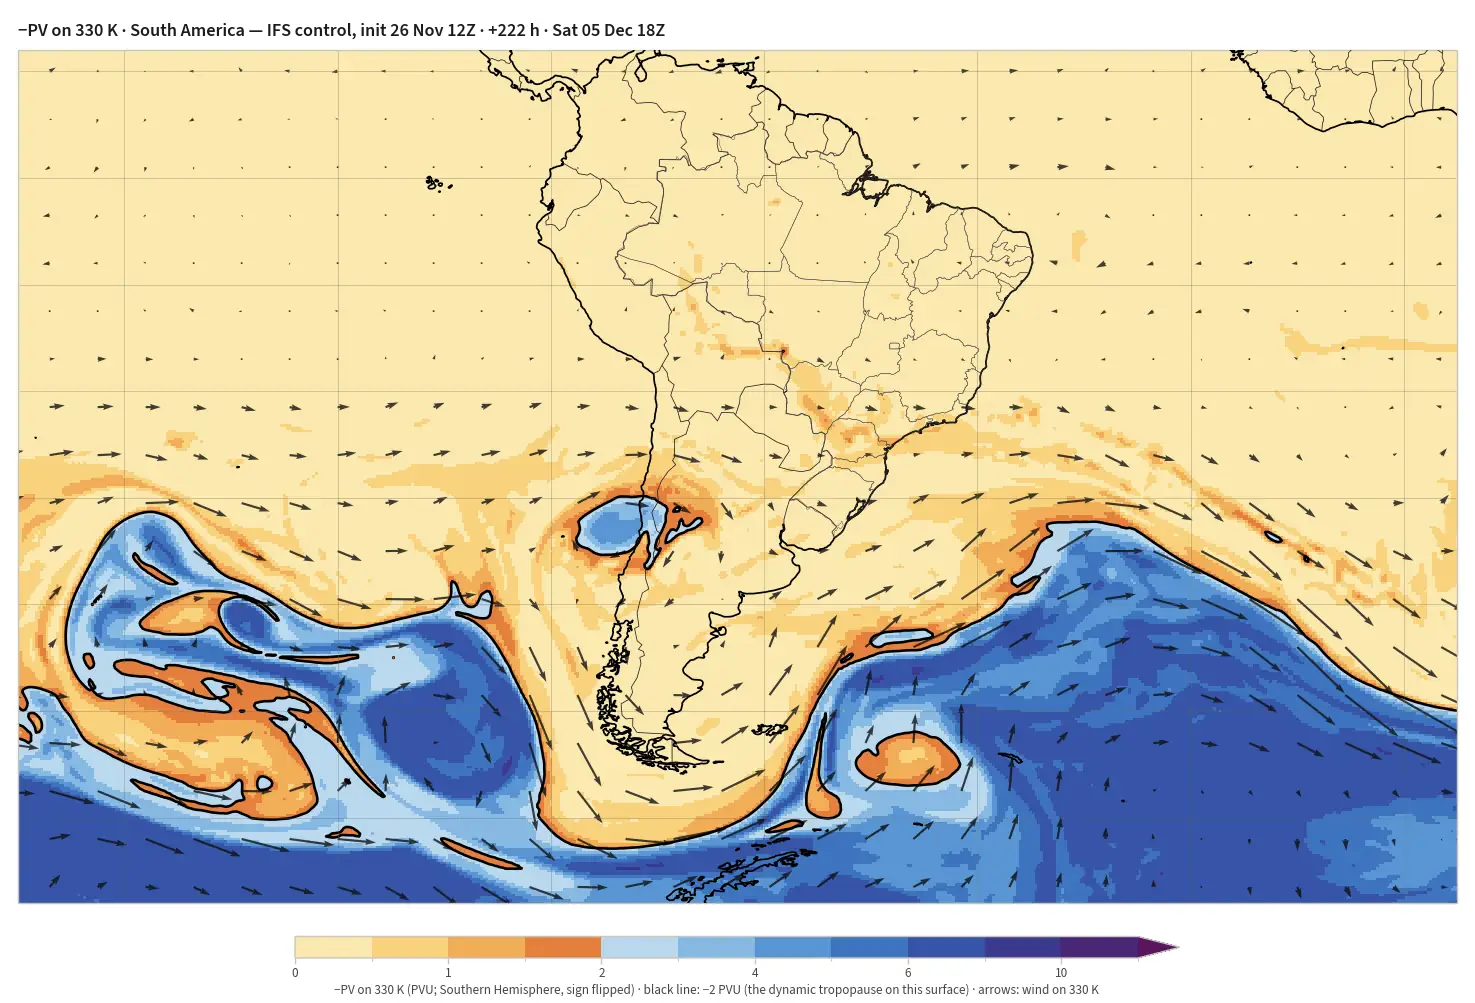 −PV on 330 K · South America — IFS control, init 26 Nov 12Z · +222 h · Sat 05 Dec 18Z
0 1 2 4 6 10
−PV on 330 K (PVU; Southern Hemisphere, sign flipped) · black line: −2 PVU (the dynamic tropopause on this surface) · arrows: wind on 330 K